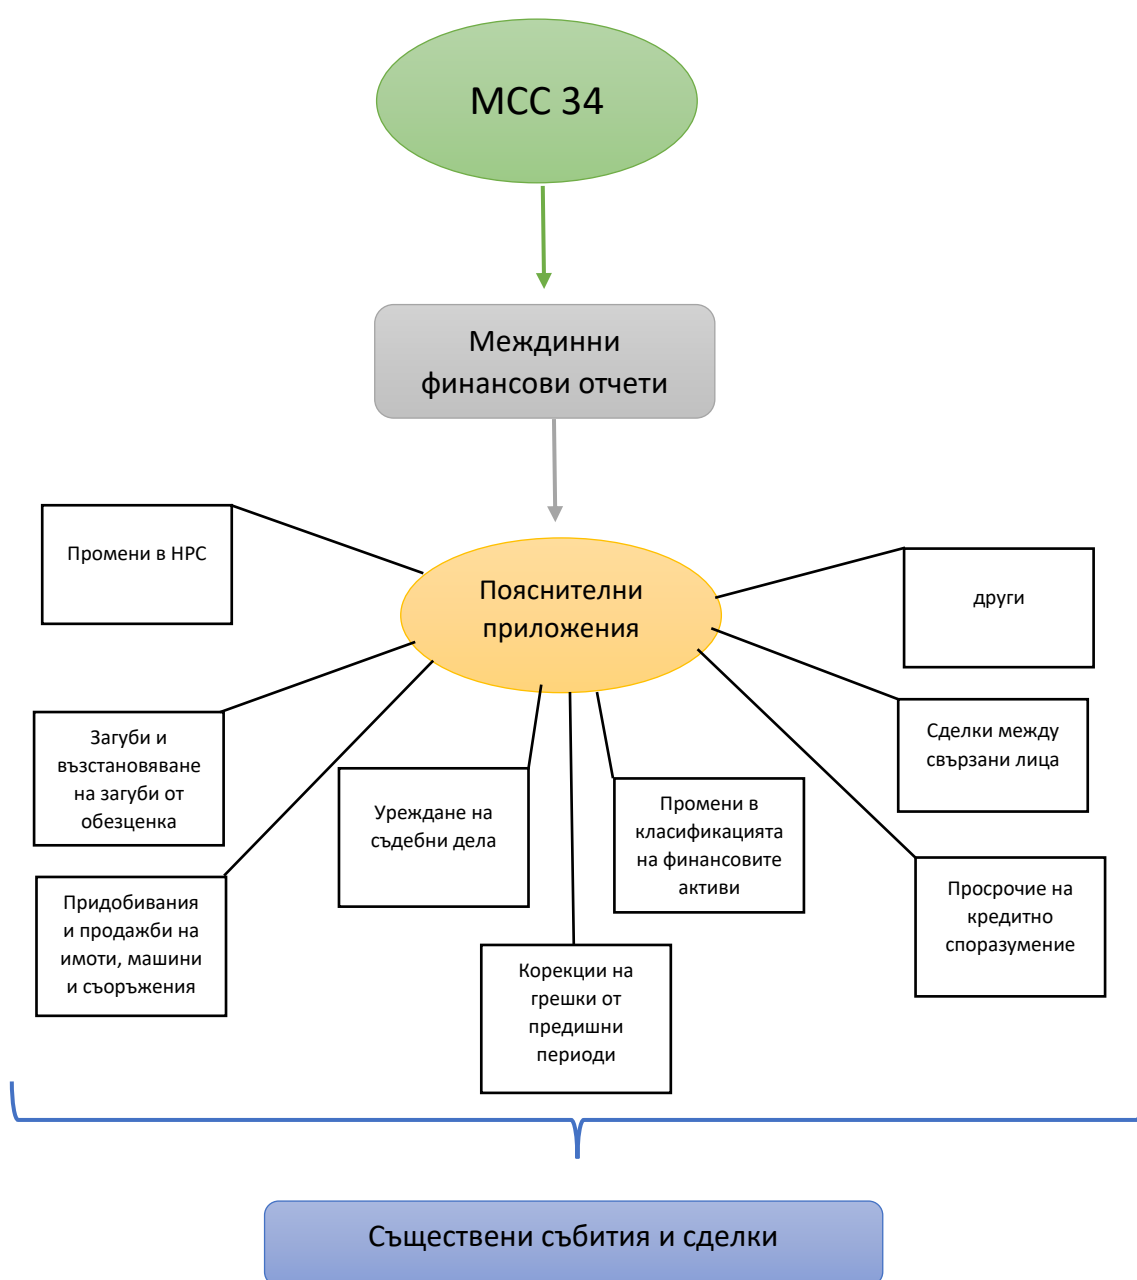 МСС 34
Междинни
финансови отчети
Промени в НРС
Пояснителни
приложения
други
Загуби и
възстановяване
на загуби от
обезценка
Сделки между
свързани лица
Уреждане на
съдебни дела
Промени в
класификацията
на финансовите
активи
Просрочие на
кредитно
споразумение
Придобивания
и продажби на
имоти, машини
и съоръжения
Корекции на
грешки от
предишни
периоди
Съществени събития и сделки